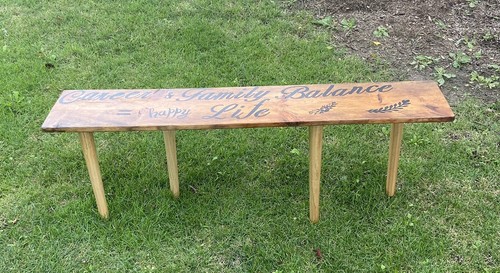 Career & Family Balance
= happy Life